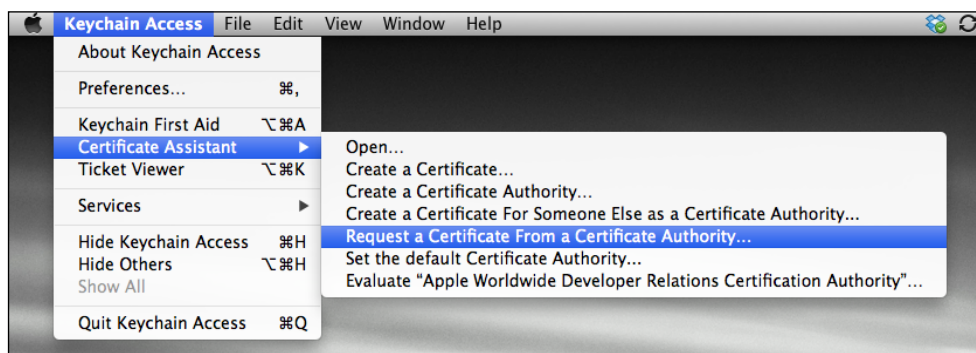 Keychain Access File Edit View Window Help
About Keychain Access
Preferences... ⌘,
Keychain First Aid ⌥⌘A
Certificate Assistant ▶
Ticket Viewer ⌥⌘K
Services ▶
Hide Keychain Access ⌘H
Hide Others ⌥⌘H
Show All
Quit Keychain Access ⌘Q
Open...
Create a Certificate...
Create a Certificate Authority...
Create a Certificate For Someone Else as a Certificate Authority...
Request a Certificate From a Certificate Authority...
Set the default Certificate Authority...
Evaluate “Apple Worldwide Developer Relations Certification Authority”...